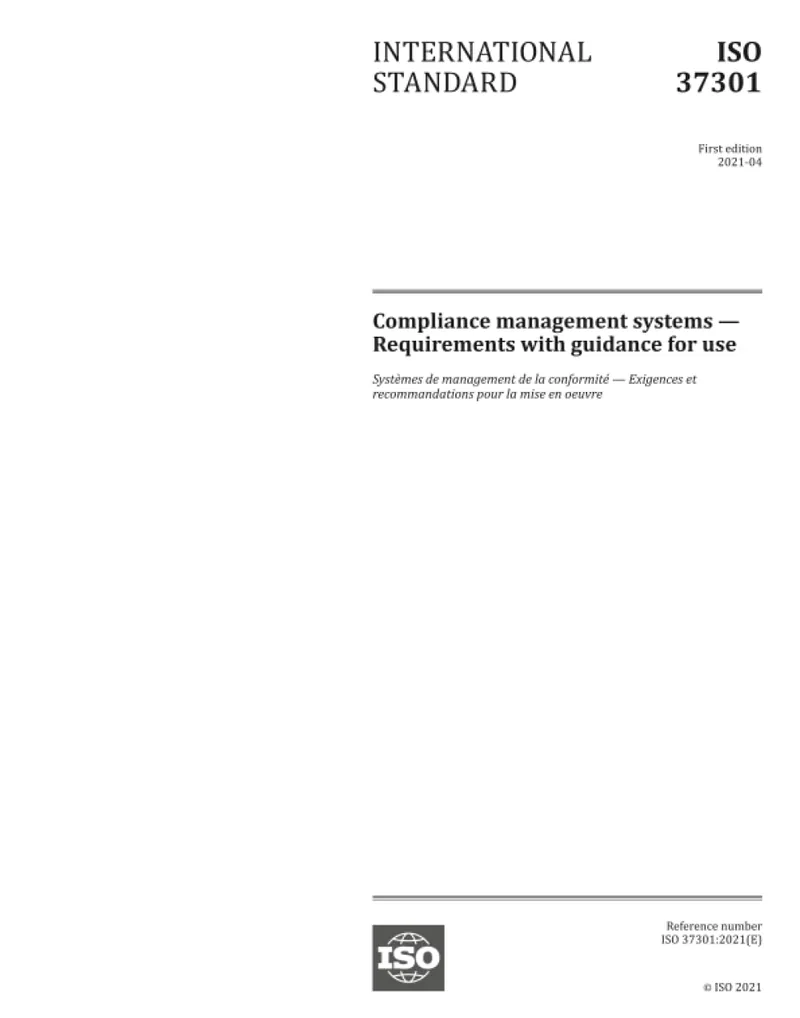 INTERNATIONAL
STANDARD
ISO
37301
First edition
2021-04
Compliance management systems —
Requirements with guidance for use
Systèmes de management de la conformité — Exigences et
recommandations pour la mise en oeuvre
ISO
Reference number
ISO 37301:2021(E)
© ISO 2021